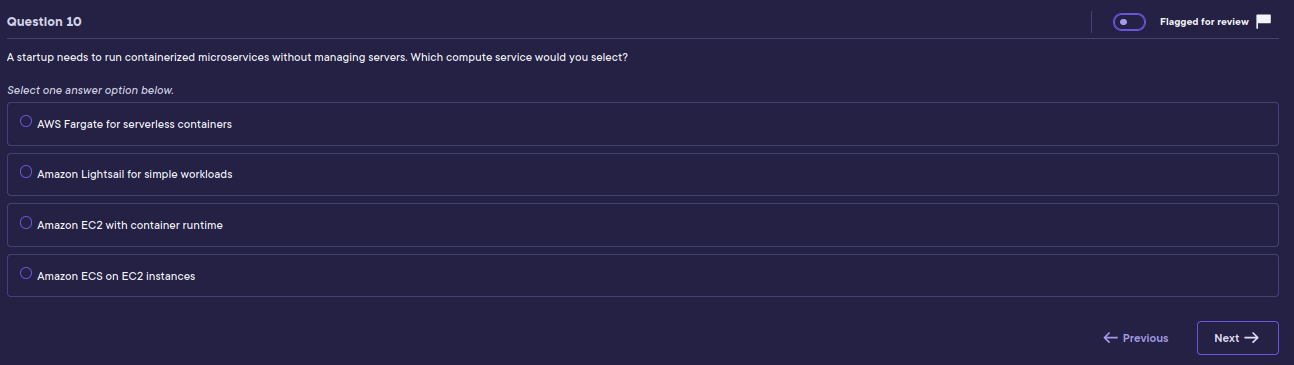 Question 10
Flagged for review
A startup needs to run containerized microservices without managing servers. Which compute service would you select?
Select one answer option below.
AWS Fargate for serverless containers
Amazon Lightsail for simple workloads
Amazon EC2 with container runtime
Amazon ECS on EC2 instances
Previous
Next